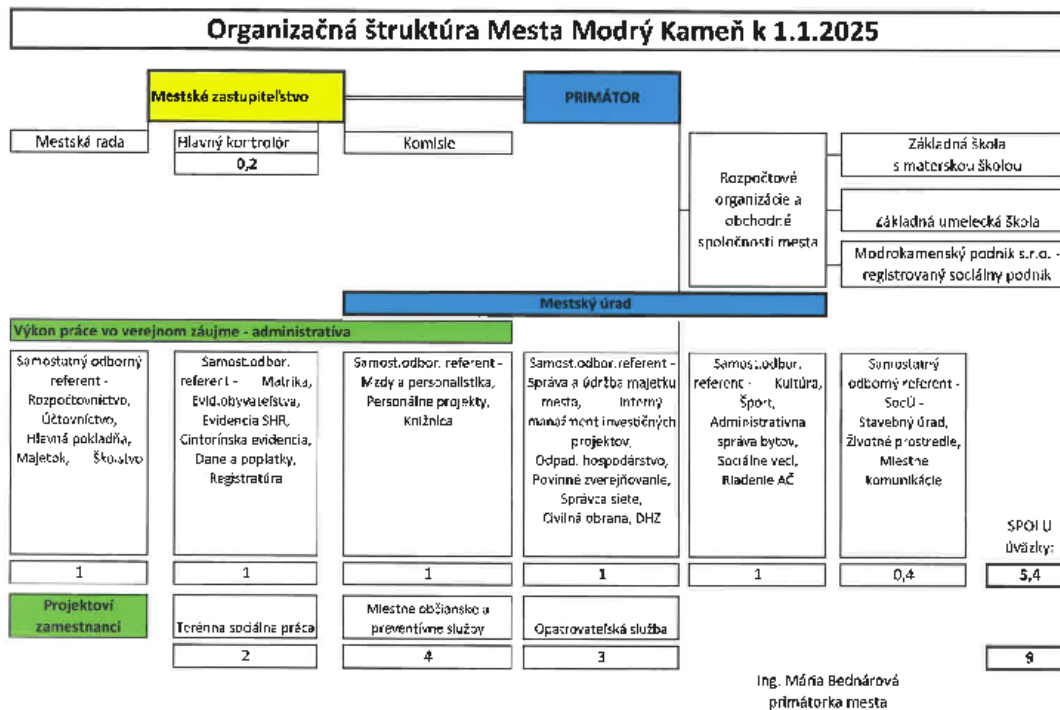 Organizačná štruktúra Mesta Modrý Kameň k 1.1.2025
Mestské zastupiteľstvo
PRIMÁTOR
Mestská rada
Hlavný kontrolór
0,2
Komisie
Rozpočtové
organizácie a
obchodné
spoločnosti mesta
Základná škola
s materskou školou
Základná umelecká škola
Modrokamenský podnik s.r.o. -
registrovaný sociálny podnik
Mestský úrad
Výkon práce vo verejnom záujme - administratíva
Samostatný odborný
referent -
Rozpočtovníctvo,
Účtovníctvo,
Hlavná pokladňa,
Majetok, Školstvo
Samost.odbor.
referent - Matrika,
Evid.obyvateľstva,
Evidencia SHR,
Cintorínska evidencia,
Dane a poplatky,
Registratúra
Samost.odbor. referent -
Mzdy a personalistika,
Personálne projekty,
Knižnica
Samost.odbor.referent -
Správa a údržba majetku
mesta, Interný
manažment investičných
projektov,
Odpad. hospodárstvo,
Povinné zverejňovanie,
Správca siete,
Civilná obrana, DHZ
Samost.odbor.
referent - Kultúra,
Šport,
Administratívna
správa bytov,
Sociálne veci,
Riadenie AČ
Samostatný
odborný referent -
SocÚ -
Stavebný úrad,
Životné prostredie,
Miestne
komunikácie
SPOLU
úväzky:
1
1
1
1
1
0,4
5,4
Projektoví
zamestnanci
Terénna sociálna práca
Miestne občianske a
preventívne služby
Opatrovateľská služba
2
4
3
9
Ing. Mária Bednárová
primátorka mesta